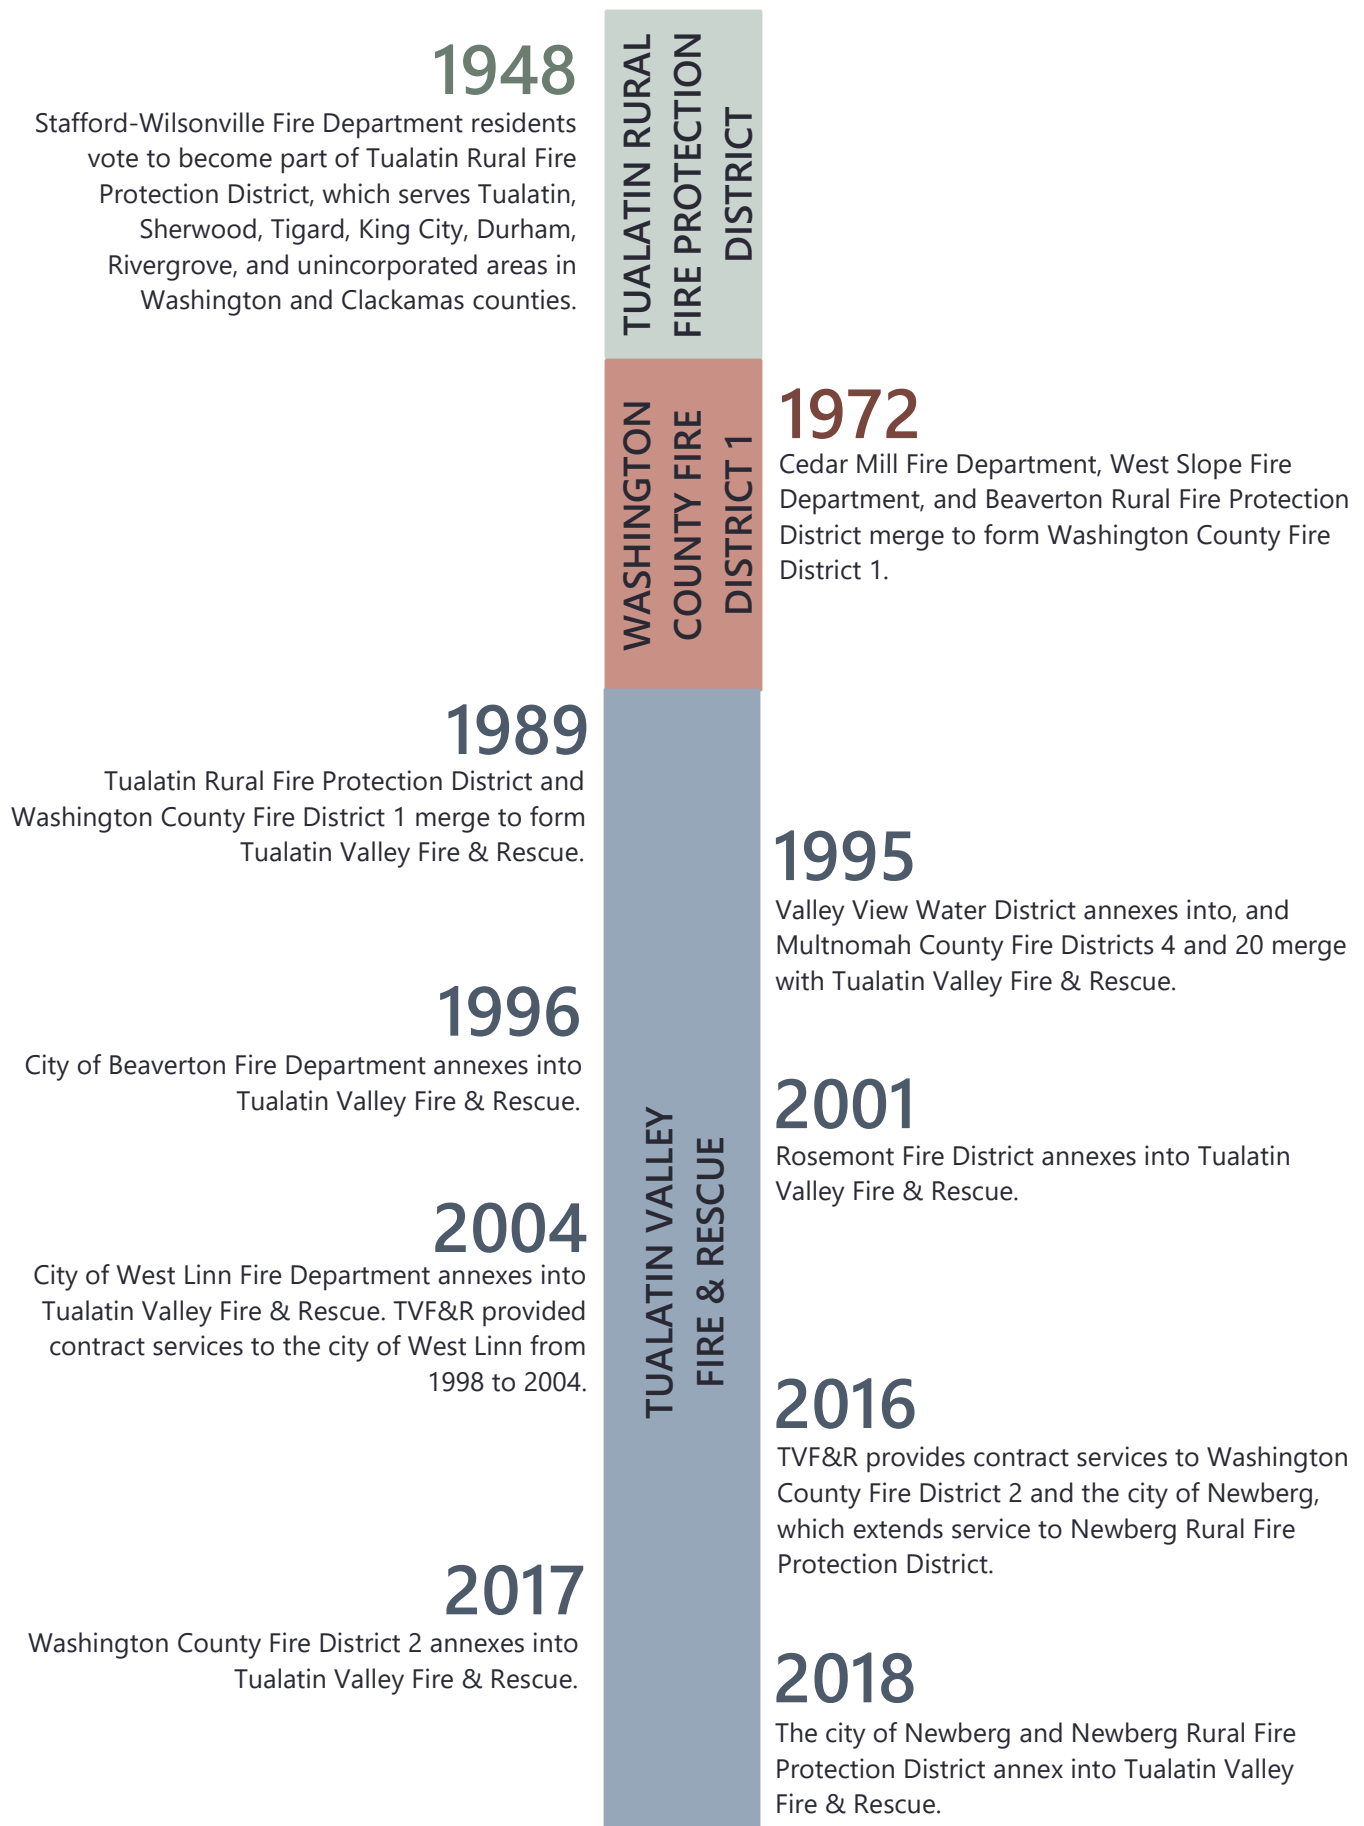 1948
Stafford-Wilsonville Fire Department residents
vote to become part of Tualatin Rural Fire
Protection District, which serves Tualatin,
Sherwood, Tigard, King City, Durham,
Rivergrove, and unincorporated areas in
Washington and Clackamas counties.
TUALATIN RURAL
FIRE PROTECTION
DISTRICT
WASHINGTON
COUNTY FIRE
DISTRICT 1
1972
Cedar Mill Fire Department, West Slope Fire
Department, and Beaverton Rural Fire Protection
District merge to form Washington County Fire
District 1.
1989
Tualatin Rural Fire Protection District and
Washington County Fire District 1 merge to form
Tualatin Valley Fire & Rescue.
1995
Valley View Water District annexes into, and
Multnomah County Fire Districts 4 and 20 merge
with Tualatin Valley Fire & Rescue.
1996
City of Beaverton Fire Department annexes into
Tualatin Valley Fire & Rescue.
2001
Rosemont Fire District annexes into Tualatin
Valley Fire & Rescue.
TUALATIN VALLEY
FIRE & RESCUE
2004
City of West Linn Fire Department annexes into
Tualatin Valley Fire & Rescue. TVF&R provided
contract services to the city of West Linn from
1998 to 2004.
2016
TVF&R provides contract services to Washington
County Fire District 2 and the city of Newberg,
which extends service to Newberg Rural Fire
Protection District.
2017
Washington County Fire District 2 annexes into
Tualatin Valley Fire & Rescue.
2018
The city of Newberg and Newberg Rural Fire
Protection District annex into Tualatin Valley
Fire & Rescue.